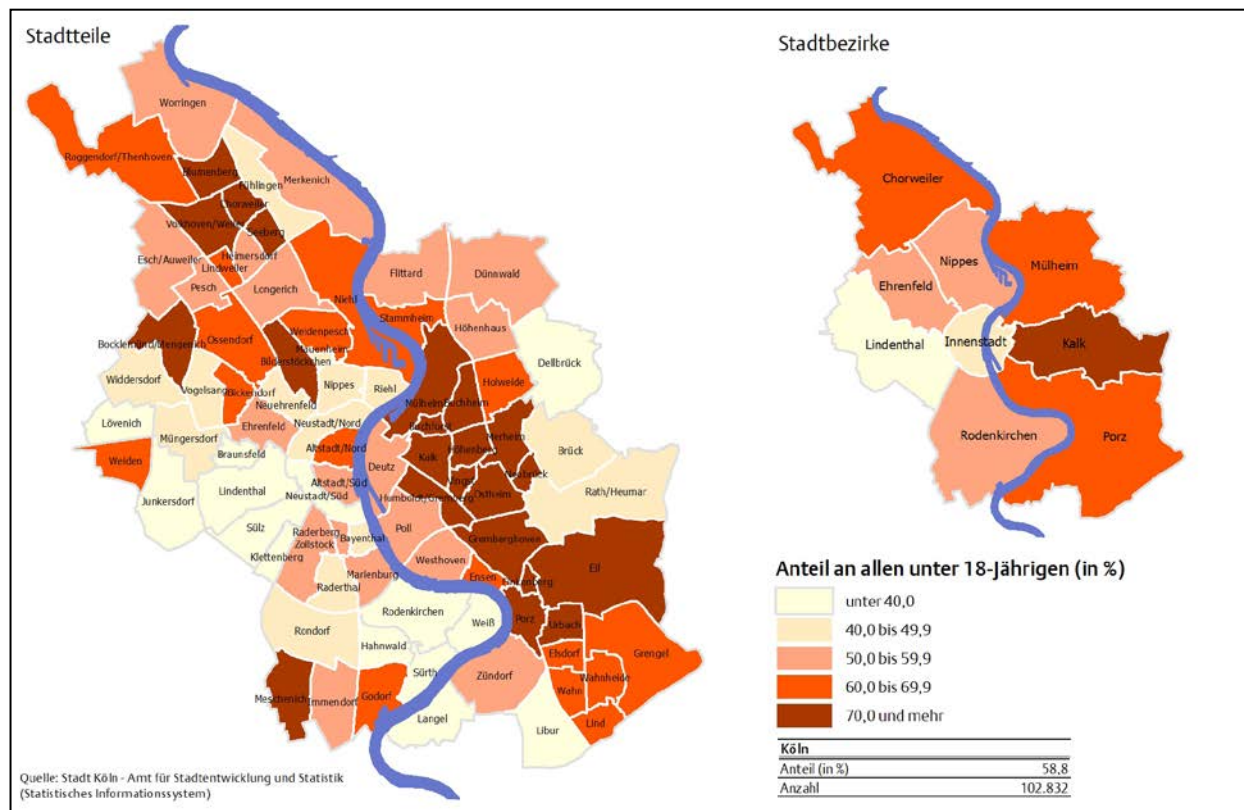 Stadtteile
Worringen
Roggendorf/Thenhoven
Blumenberg
Fühlingen
Merkenich
Chorweiler
Volkhoven/Weiler
Seeberg
Heimersdorf
Esch/Auweiler
Lindweiler
Pesch
Longerich
Niehl
Flittard
Dünnwald
Stammheim
Höhenhaus
Ossendorf
Weidenpesch
Bocklemünd/Mengenich
Mauenheim
Bilderstöckchen
Dellbrück
Widdersdorf
Vogelsang
Bickendorf
Nippes
Riehl
Holweide
Neuehrenfeld
Mülheim
Buchheim
Lövenich
Ehrenfeld
Neustadt/Nord
Buchforst
Müngersdorf
Braunsfeld
Altstadt/Nord
Merheim
Höhenberg
Brück
Weiden
Kalk
Deutz
Vingst
Neubrück
Junkersdorf
Lindenthal
Altstadt/Süd
Neustadt/Süd
Humboldt/Gremberg
Ostheim
Rath/Heumar
Sülz
Raderberg
Zollstock
Bayenthal
Poll
Gremberghoven
Klettenberg
Westhoven
Marienburg
Raderthal
Ensen
Finkenberg
Eil
Rodenkirchen
Weiß
Porz
Urbach
Rondorf
Hahnwald
Elsdorf
Grengel
Sürth
Zündorf
Wahnheide
Wahn
Meschenich
Immendorf
Godorf
Langel
Libur
Lind
Quelle: Stadt Köln - Amt für Stadtentwicklung und Statistik
(Statistisches Informationssystem)
Stadtbezirke
Chorweiler
Nippes
Mülheim
Ehrenfeld
Lindenthal
Innenstadt
Kalk
Rodenkirchen
Porz
Anteil an allen unter 18-Jährigen (in %)
unter 40,0
40,0 bis 49,9
50,0 bis 59,9
60,0 bis 69,9
70,0 und mehr
Köln
Anteil (in %) 58,8
Anzahl 102.832